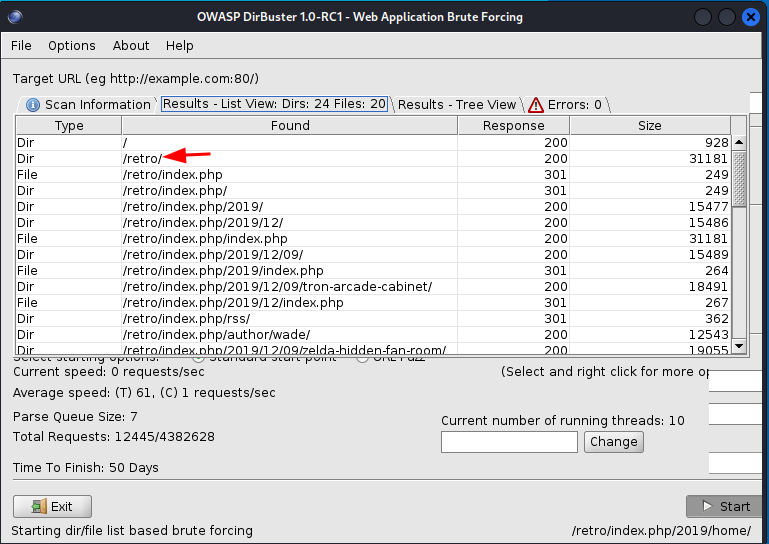 OWASP DirBuster 1.0-RC1 - Web Application Brute Forcing
File Options About Help
Target URL (eg http://example.com:80/)
Scan Information Results - List View: Dirs: 24 Files: 20 Results - Tree View Errors: 0
Type Found Response Size
Dir / 200 928
Dir /retro/ 200 31181
File /retro/index.php 301 249
Dir /retro/index.php/ 301 249
Dir /retro/index.php/2019/ 200 15477
Dir /retro/index.php/2019/12/ 200 15486
File /retro/index.php/index.php 200 31181
Dir /retro/index.php/2019/12/09/ 200 15489
File /retro/index.php/2019/index.php 301 264
Dir /retro/index.php/2019/12/09/tron-arcade-cabinet/ 200 18491
File /retro/index.php/2019/12/index.php 301 267
Dir /retro/index.php/rss/ 301 362
Dir /retro/index.php/author/wade/ 200 12543
Dir /retro/index.php/2019/12/09/zelda-hidden-fan-room/ 200 19055
Select starting options: Standard start point URL Fuzz
Current speed: 0 requests/sec (Select and right click for more op
Average speed: (T) 61, (C) 1 requests/sec
Parse Queue Size: 7
Current number of running threads: 10
Total Requests: 12445/4382628
Change
Time To Finish: 50 Days
Exit Start
Starting dir/file list based brute forcing /retro/index.php/2019/home/